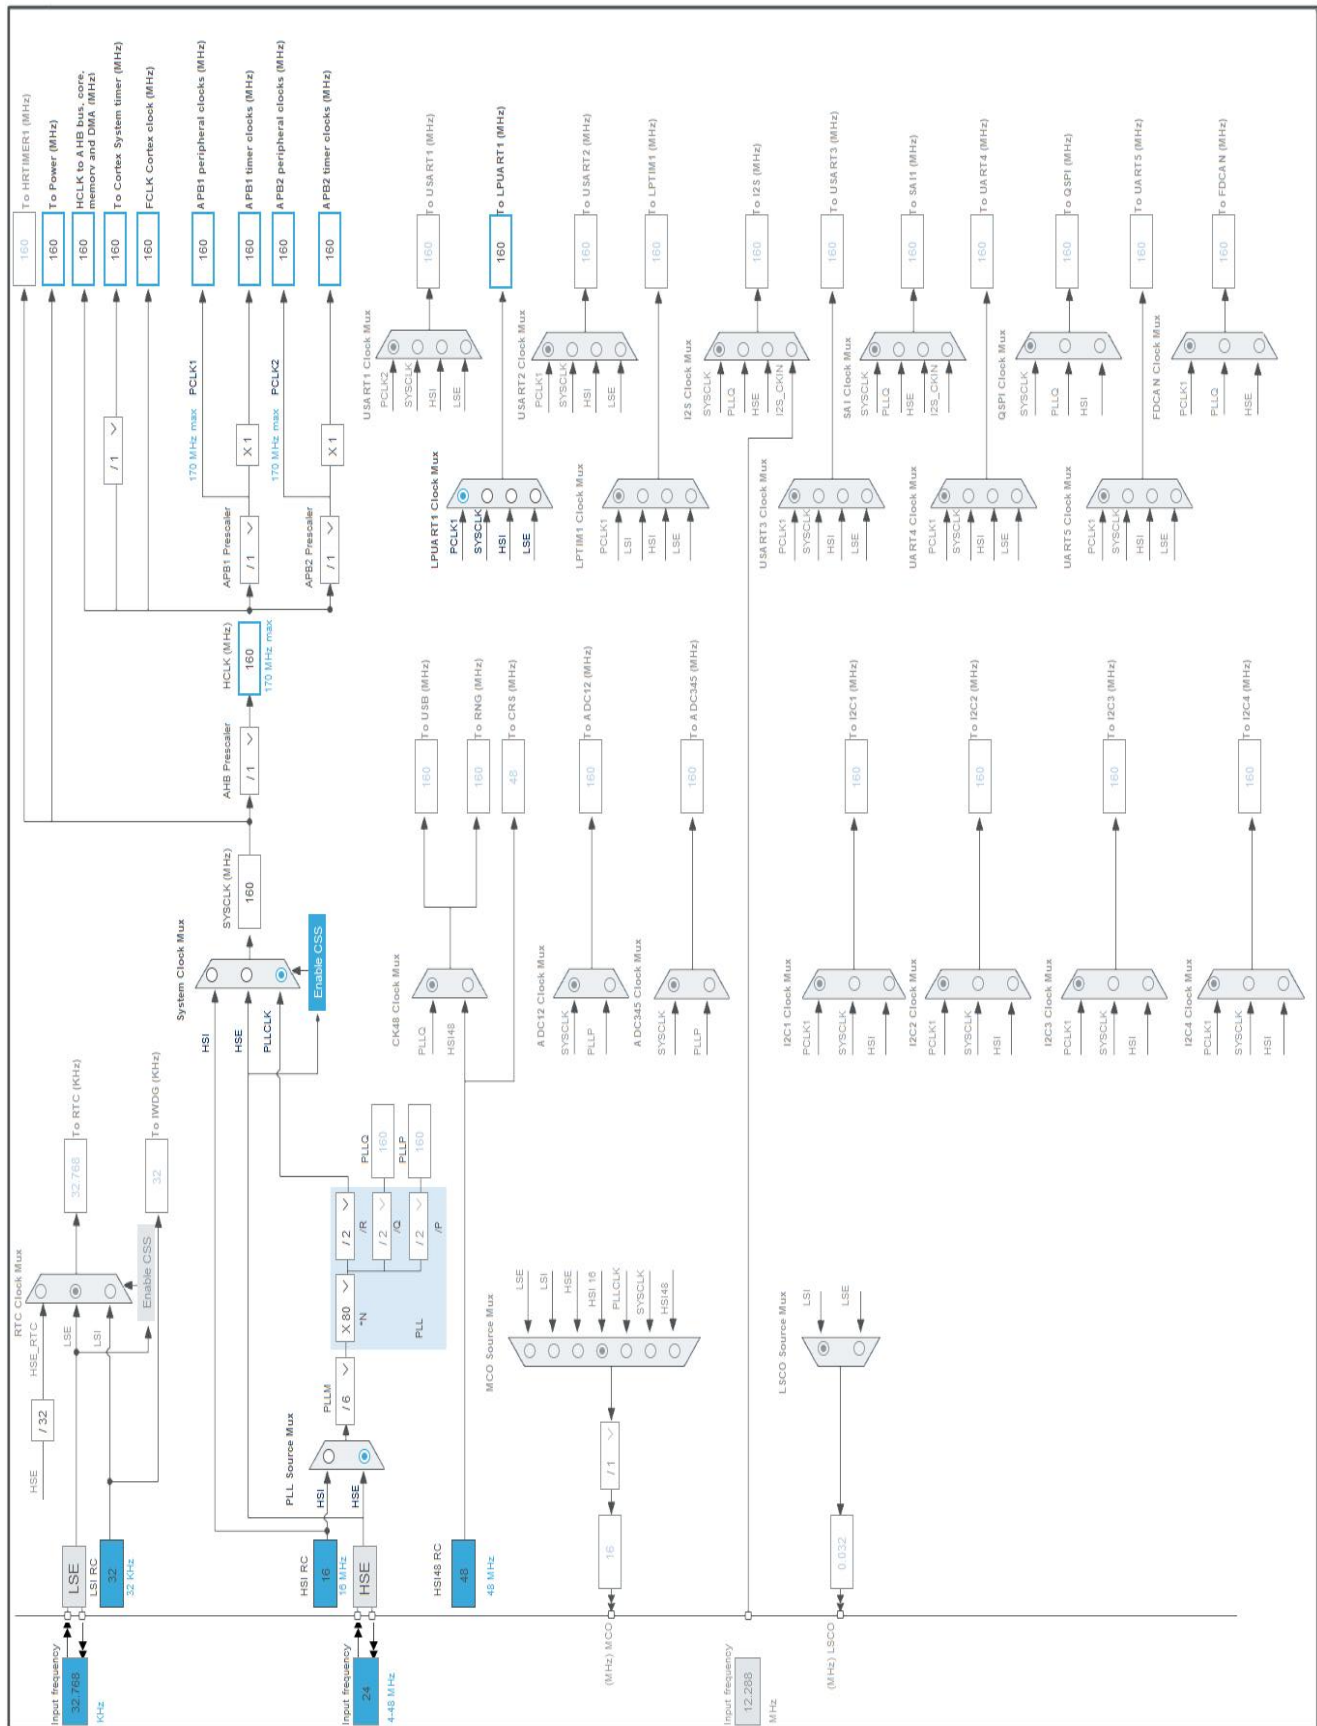 Input frequency
32.768
KHz
LSE
LSI RC
32
32 KHz
HSE
/ 32
HSE_RTC
LSE
LSI
RTC Clock Mux
Enable CSS
32.768
To RTC (KHz)
32
To IWDG (KHz)
Input frequency
24
4-48 MHz
HSI RC
16
16 MHz
HSE
HSI48 RC
48
48 MHz
PLL Source Mux
HSI
HSE
PLLM
/ 6
X 80
*N
PLL
/ 2
/R
/ 2
/Q
/ 2
/P
PLLQ
160
PLLP
160
System Clock Mux
HSI
HSE
PLLCLK
Enable CSS
SYSCLK (MHz)
160
AHB Prescaler
/ 1
HCLK (MHz)
160
170 MHz max
APB1 Prescaler
/ 1
APB2 Prescaler
/ 1
/ 1
170 MHz max
PCLK1
X 1
170 MHz max
PCLK2
X 1
160
To HRTIMER1 (MHz)
160
To Power (MHz)
160
HCLK to AHB bus, core,
memory and DMA (MHz)
160
To Cortex System timer (MHz)
160
FCLK Cortex clock (MHz)
160
APB1 peripheral clocks (MHz)
160
APB1 timer clocks (MHz)
160
APB2 peripheral clocks (MHz)
160
APB2 timer clocks (MHz)
CK48 Clock Mux
PLLQ
HSI48
160
To USB (MHz)
160
To RNG (MHz)
48
To CRS (MHz)
ADC12 Clock Mux
SYSCLK
PLLP
160
To ADC12 (MHz)
ADC345 Clock Mux
SYSCLK
PLLP
160
To ADC345 (MHz)
USART1 Clock Mux
PCLK2
SYSCLK
HSI
LSE
160
To USART1 (MHz)
LPUART1 Clock Mux
PCLK1
SYSCLK
HSI
LSE
160
To LPUART1 (MHz)
USART2 Clock Mux
PCLK1
SYSCLK
HSI
LSE
160
To USART2 (MHz)
LPTIM1 Clock Mux
PCLK1
LSI
HSI
LSE
160
To LPTIM1 (MHz)
I2S Clock Mux
SYSCLK
PLLQ
HSE
I2S_CKIN
160
To I2S (MHz)
USART3 Clock Mux
PCLK1
SYSCLK
HSI
LSE
160
To USART3 (MHz)
SAI Clock Mux
SYSCLK
PLLQ
HSE
I2S_CKIN
160
To SAI1 (MHz)
UART4 Clock Mux
PCLK1
SYSCLK
HSI
LSE
160
To UART4 (MHz)
QSPI Clock Mux
SYSCLK
PLLQ
HSI
160
To QSPI (MHz)
UART5 Clock Mux
PCLK1
SYSCLK
HSI
LSE
160
To UART5 (MHz)
FDCAN Clock Mux
PCLK1
PLLQ
HSE
160
To FDCAN (MHz)
I2C1 Clock Mux
PCLK1
SYSCLK
HSI
160
To I2C1 (MHz)
I2C2 Clock Mux
PCLK1
SYSCLK
HSI
160
To I2C2 (MHz)
I2C3 Clock Mux
PCLK1
SYSCLK
HSI
160
To I2C3 (MHz)
I2C4 Clock Mux
PCLK1
SYSCLK
HSI
160
To I2C4 (MHz)
MCO Source Mux
LSE
LSI
HSE
HSI 16
PLLCLK
SYSCLK
HSI48
/ 1
16
(MHz) MCO
Input frequency
12.288
MHz
LSCO Source Mux
LSI
LSE
0.032
(MHz) LSCO